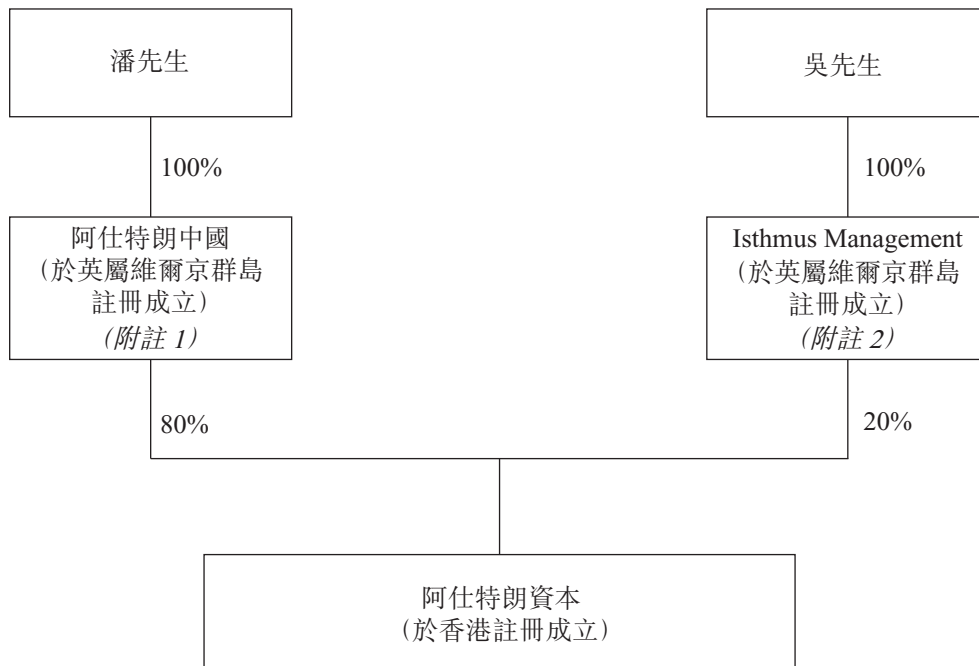 潘先生
吳先生
100%
100%
阿仕特朗中國
(於英屬維爾京群島
註冊成立)
(附註 1)
Isthmus Management
(於英屬維爾京群島
註冊成立)
(附註 2)
80%
20%
阿仕特朗資本
(於香港註冊成立)